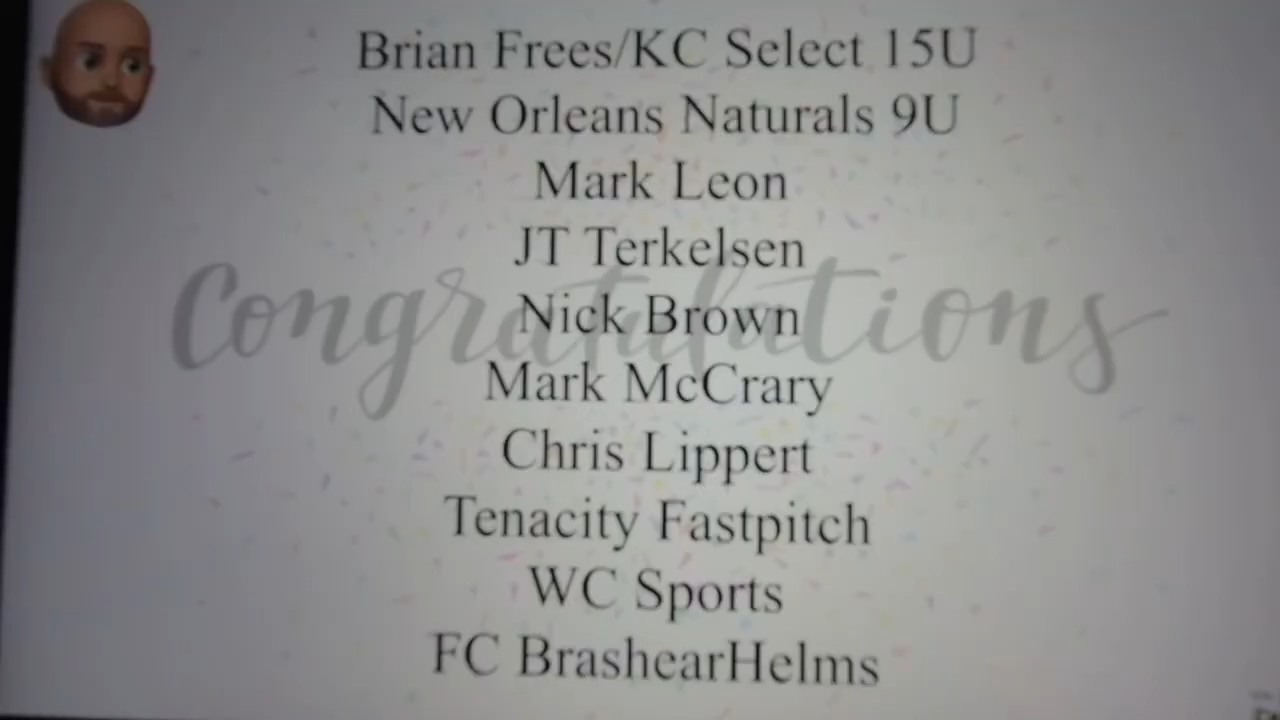 Brian Frees/KC Select 15U
New Orleans Naturals 9U
Mark Leon
JT Terkelsen
Congratulations
Nick Brown
Mark McCrary
Chris Lippert
Tenacity Fastpitch
WC Sports
FC BrashearHelms